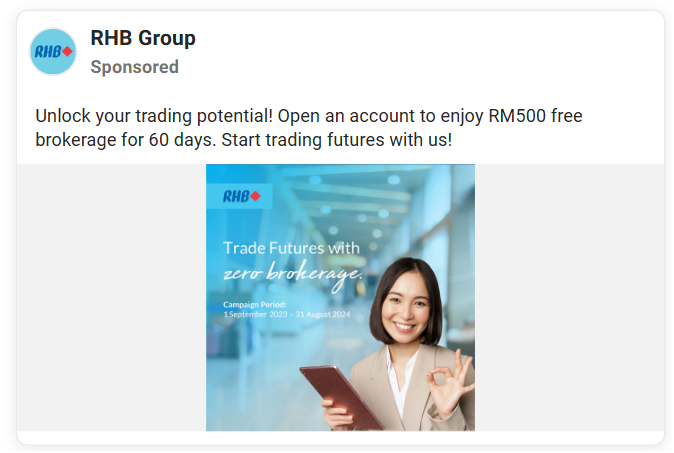 RHB
RHB Group
Sponsored
Unlock your trading potential! Open an account to enjoy RM500 free
brokerage for 60 days. Start trading futures with us!
RHB
Trade Futures with
zero brokerage.
Campaign Period:
1 September 2023 – 31 August 2024